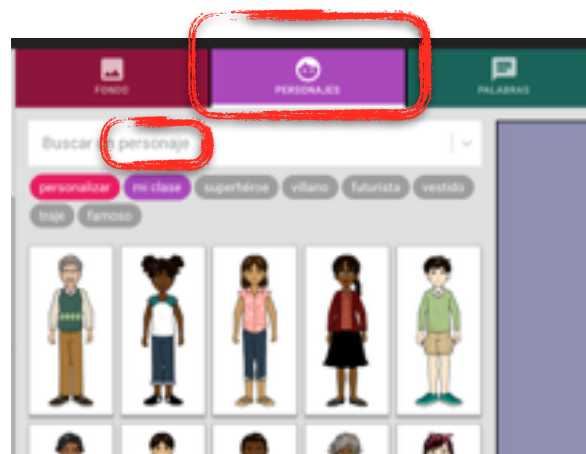 FONDO
PERSONAJES
PALABRAS
Buscar un personaje
personalizar
mi clase
superhéroe
villano
futurista
vestido
traje
famoso